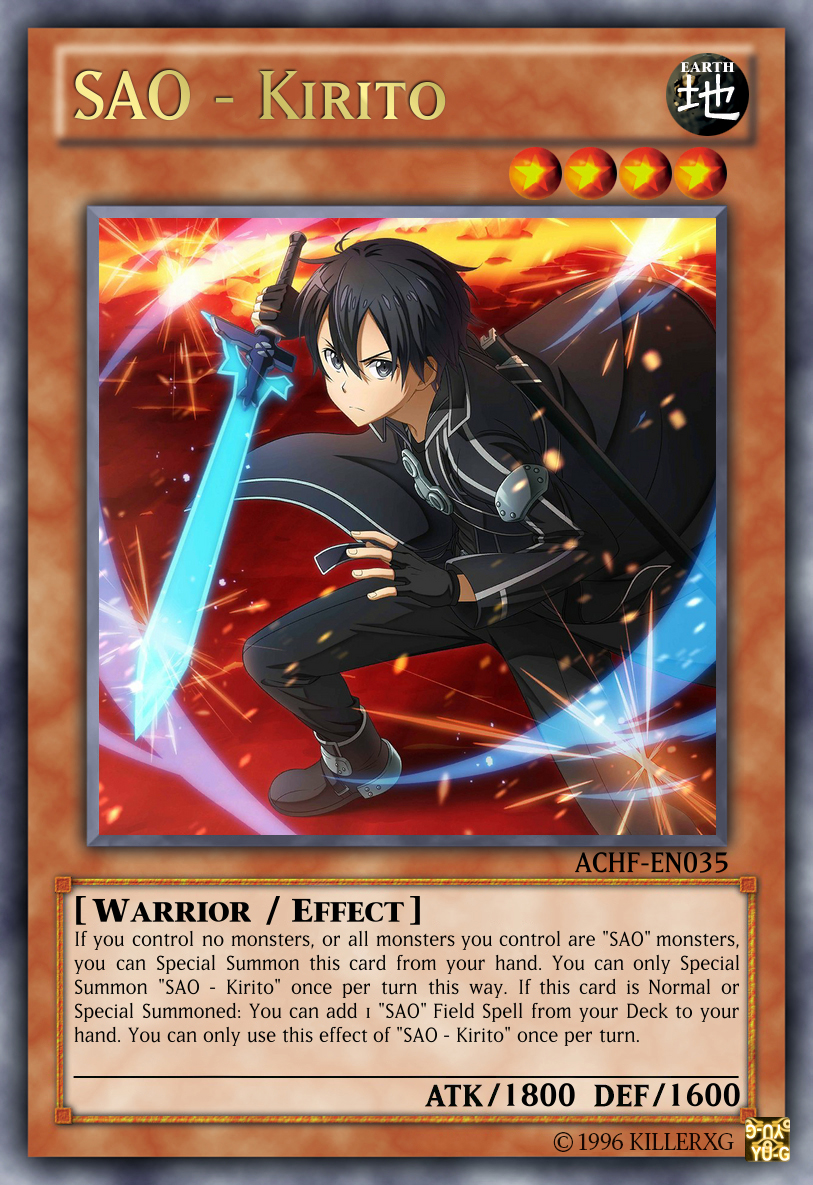 SAO - Kirito
EARTH
地
ACHF-EN035
[ Warrior / Effect ]
If you control no monsters, or all monsters you control are "SAO" monsters,
you can Special Summon this card from your hand. You can only Special
Summon "SAO - Kirito" once per turn this way. If this card is Normal or
Special Summoned: You can add 1 "SAO" Field Spell from your Deck to your
hand. You can only use this effect of "SAO - Kirito" once per turn.
ATK/1800 DEF/1600
© 1996 KILLERXG